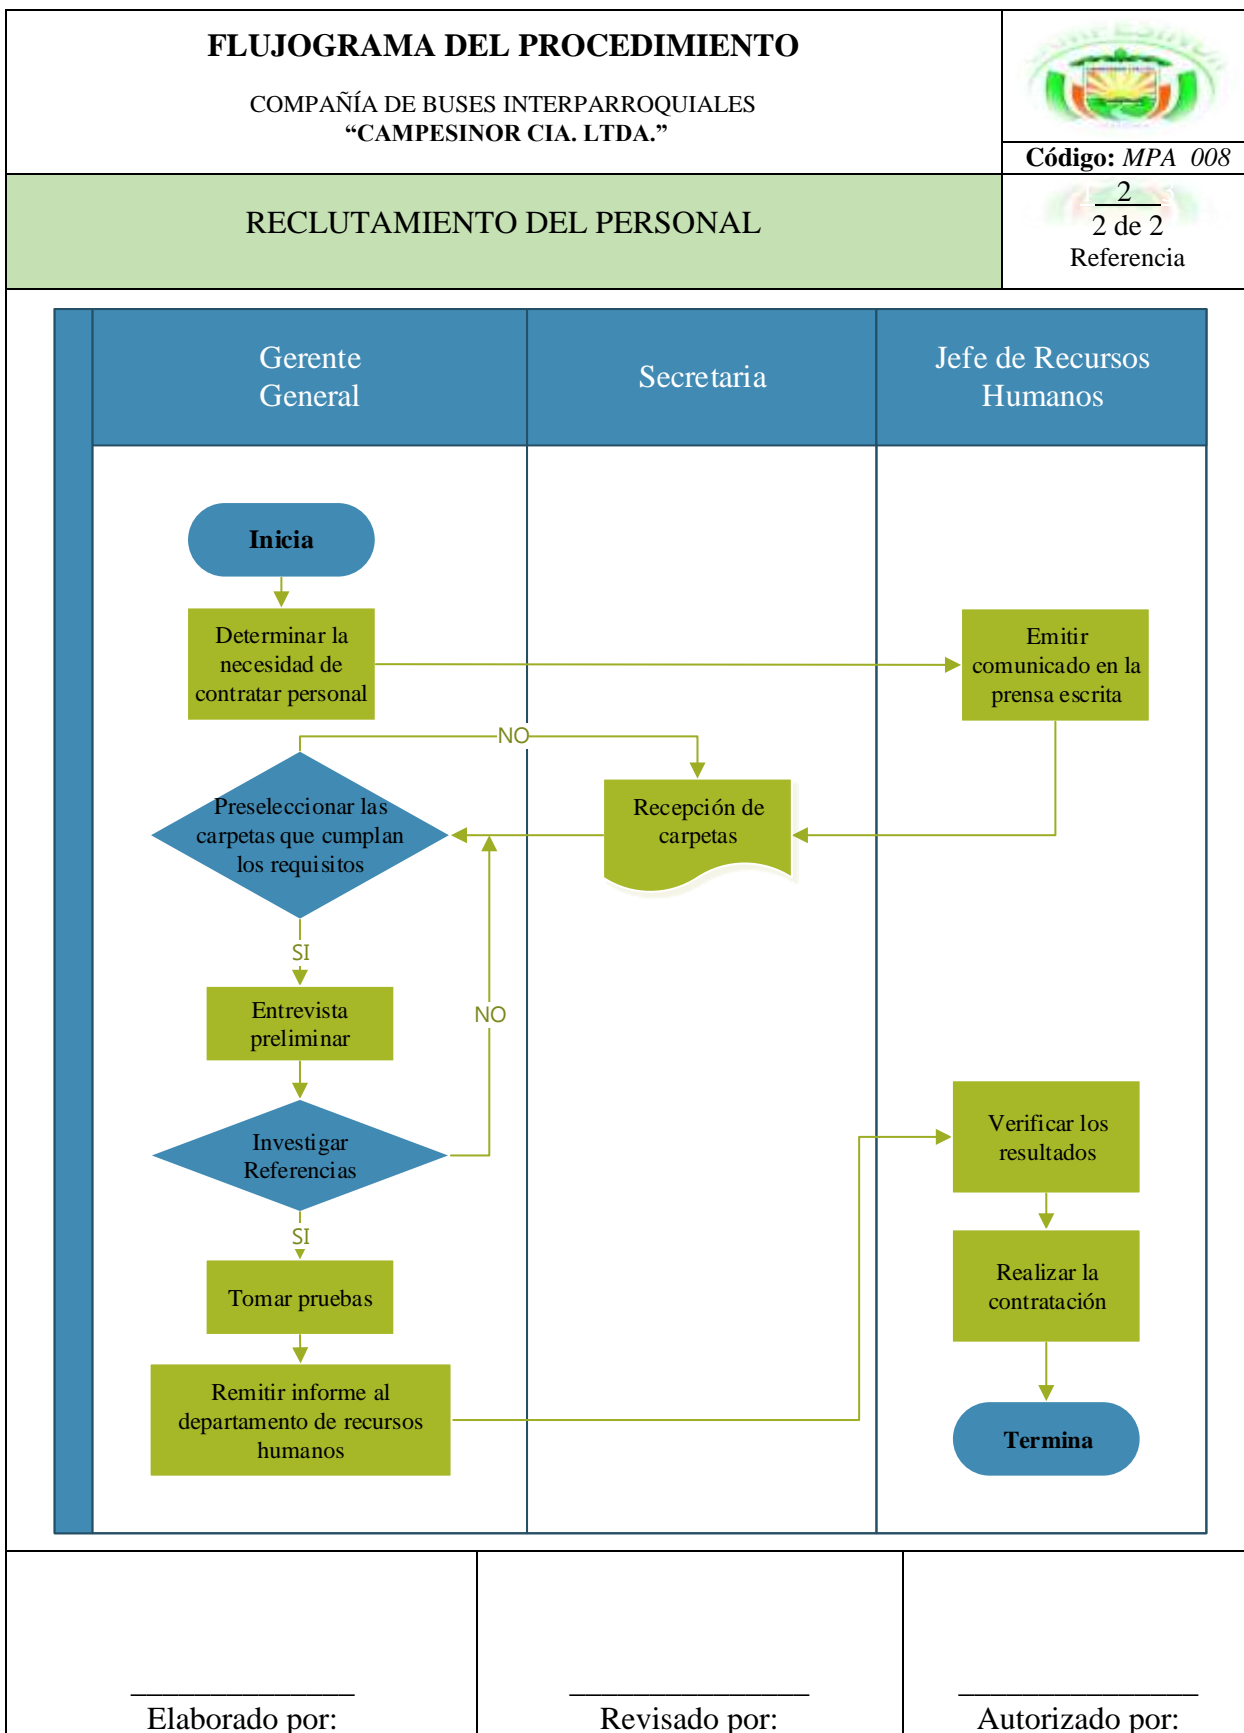 FLUJOGRAMA DEL PROCEDIMIENTO
COMPAÑÍA DE BUSES INTERPARROQUIALES
“CAMPESINOR CIA. LTDA.”
Código: MPA 008
RECLUTAMIENTO DEL PERSONAL
2
2 de 2
Referencia
Gerente
General
Secretaria
Jefe de Recursos
Humanos
Inicia
Determinar la
necesidad de
contratar personal
Emitir
comunicado en la
prensa escrita
NO
Preseleccionar las
carpetas que cumplan
los requisitos
Recepción de
carpetas
SI
Entrevista
preliminar
NO
Investigar
Referencias
Verificar los
resultados
SI
Tomar pruebas
Realizar la
contratación
Remitir informe al
departamento de recursos
humanos
Termina
Elaborado por:
Revisado por:
Autorizado por: